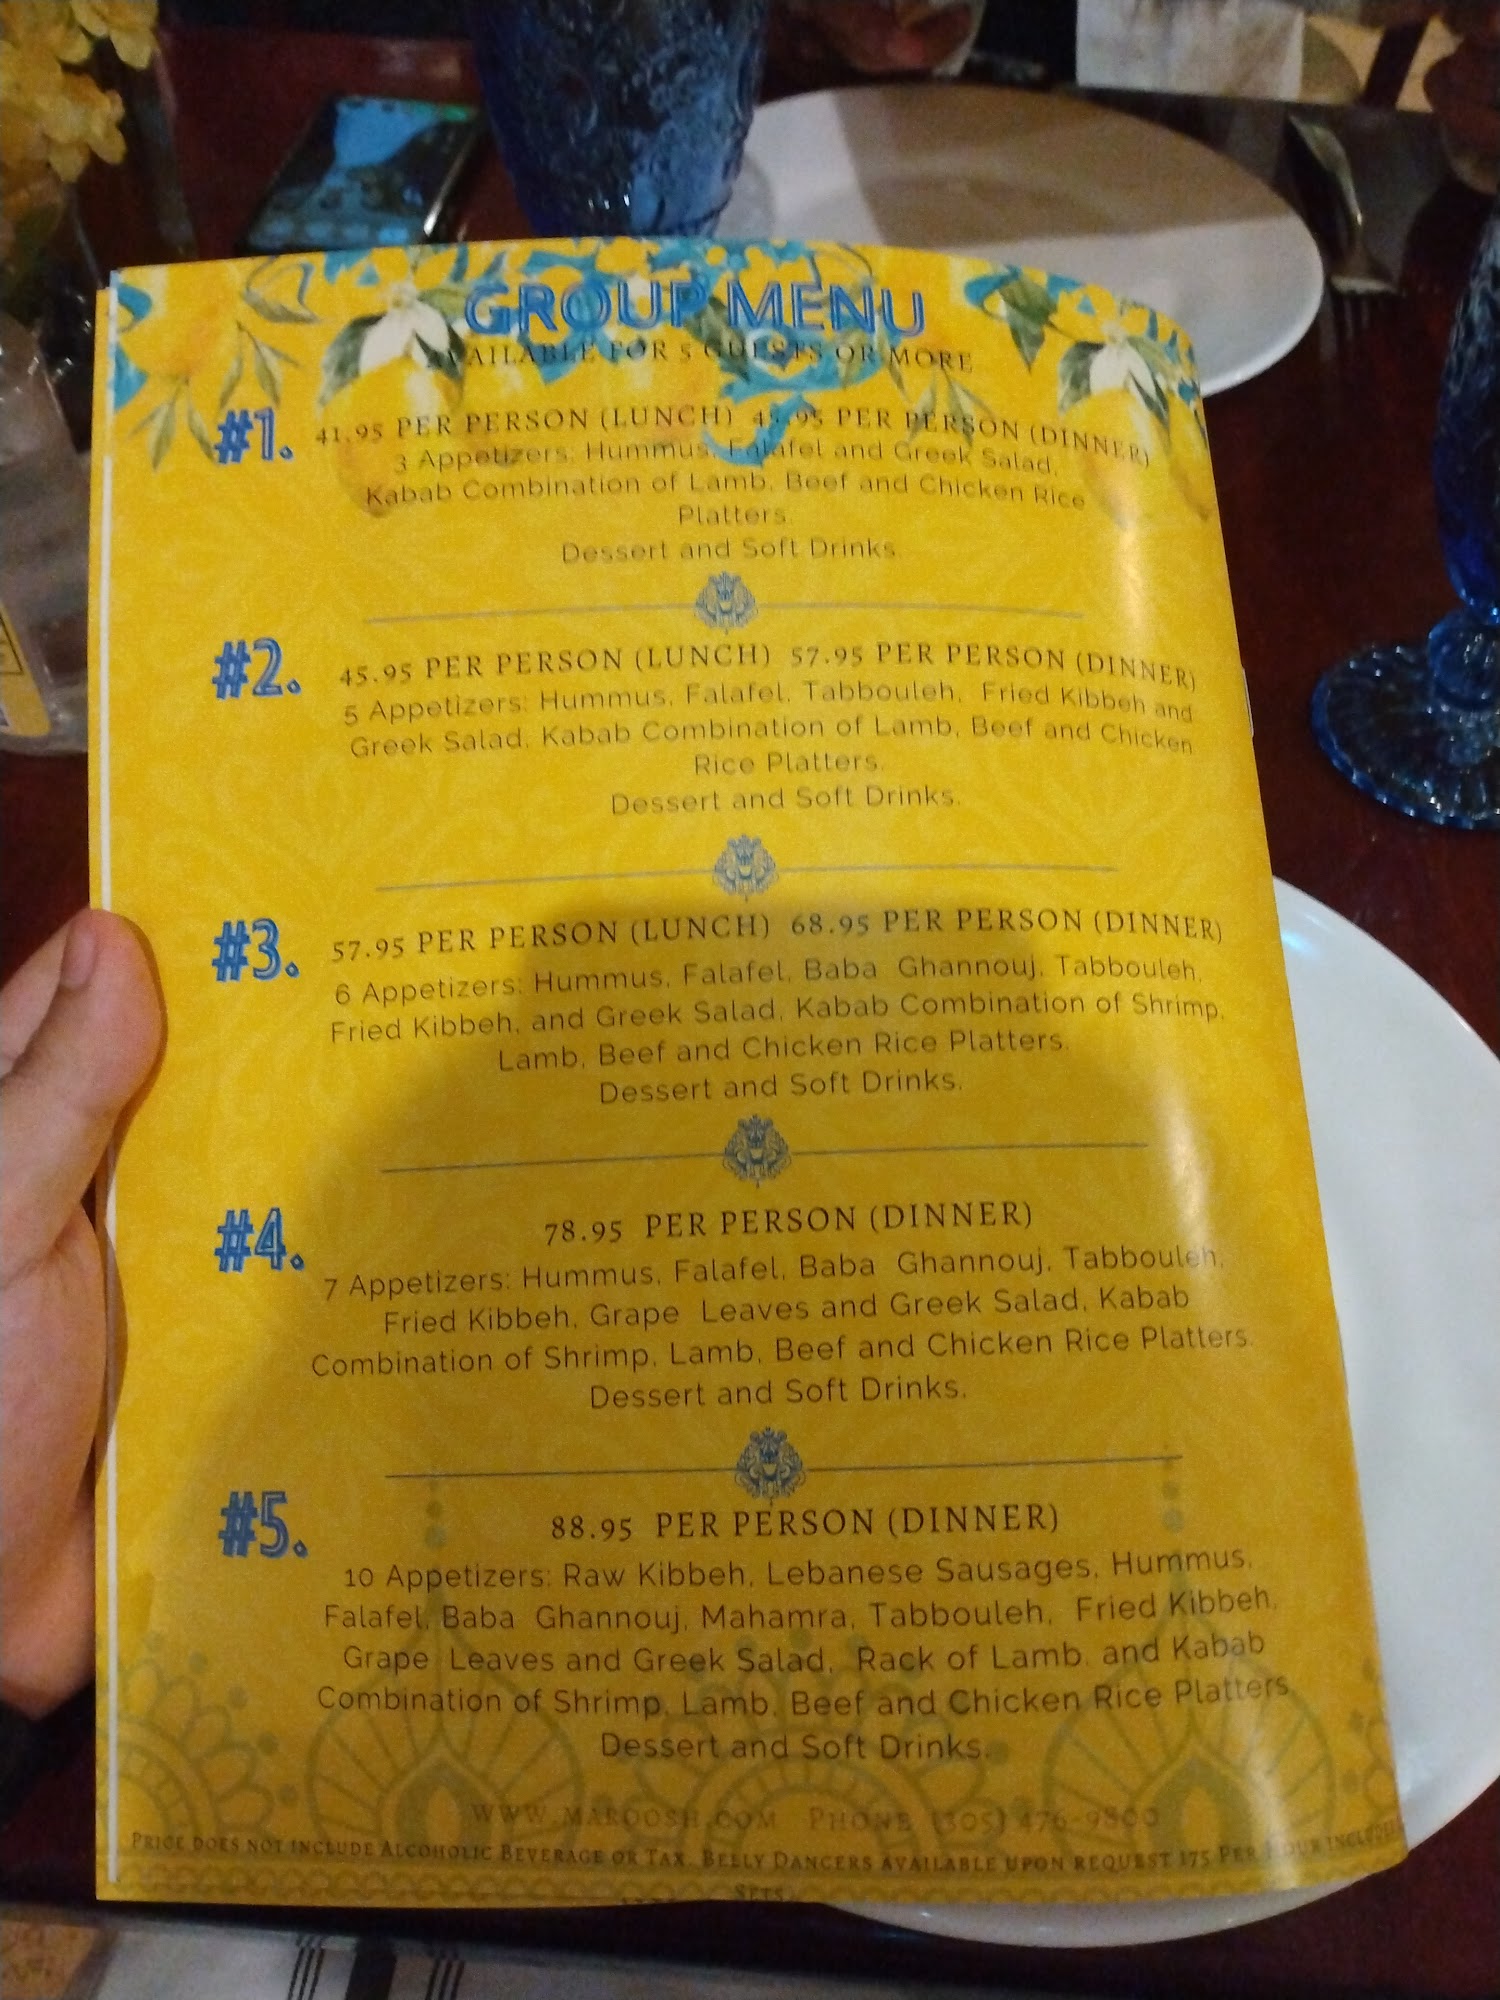 GROUP MENU
AVAILABLE FOR 5 GUESTS OR MORE
#1. 41.95 PER PERSON (LUNCH) 45.95 PER PERSON (DINNER)
3 Appetizers: Hummus, Falafel and Greek Salad,
Kabab Combination of Lamb, Beef and Chicken Rice
Platters.
Dessert and Soft Drinks.
#2. 45.95 PER PERSON (LUNCH) 57.95 PER PERSON (DINNER)
5 Appetizers: Hummus, Falafel, Tabbouleh, Fried Kibbeh and
Greek Salad, Kabab Combination of Lamb, Beef and Chicken
Rice Platters.
Dessert and Soft Drinks.
#3. 57.95 PER PERSON (LUNCH) 68.95 PER PERSON (DINNER)
6 Appetizers: Hummus, Falafel, Baba Ghannouj, Tabbouleh,
Fried Kibbeh, and Greek Salad, Kabab Combination of Shrimp,
Lamb, Beef and Chicken Rice Platters.
Dessert and Soft Drinks.
#4. 78.95 PER PERSON (DINNER)
7 Appetizers: Hummus, Falafel, Baba Ghannouj, Tabbouleh,
Fried Kibbeh, Grape Leaves and Greek Salad, Kabab
Combination of Shrimp, Lamb, Beef and Chicken Rice Platters.
Dessert and Soft Drinks.
#5. 88.95 PER PERSON (DINNER)
10 Appetizers: Raw Kibbeh, Lebanese Sausages, Hummus,
Falafel, Baba Ghannouj, Mahamra, Tabbouleh, Fried Kibbeh,
Grape Leaves and Greek Salad, Rack of Lamb, and Kabab
Combination of Shrimp, Lamb, Beef and Chicken Rice Platters
Dessert and Soft Drinks.
WWW.MAROOSH.COM PHONE (305) 476-9800
PRICE DOES NOT INCLUDE ALCOHOLIC BEVERAGE OR TAX. BELLY DANCERS AVAILABLE UPON REQUEST 175 PER HOUR INCLUDES
SETS